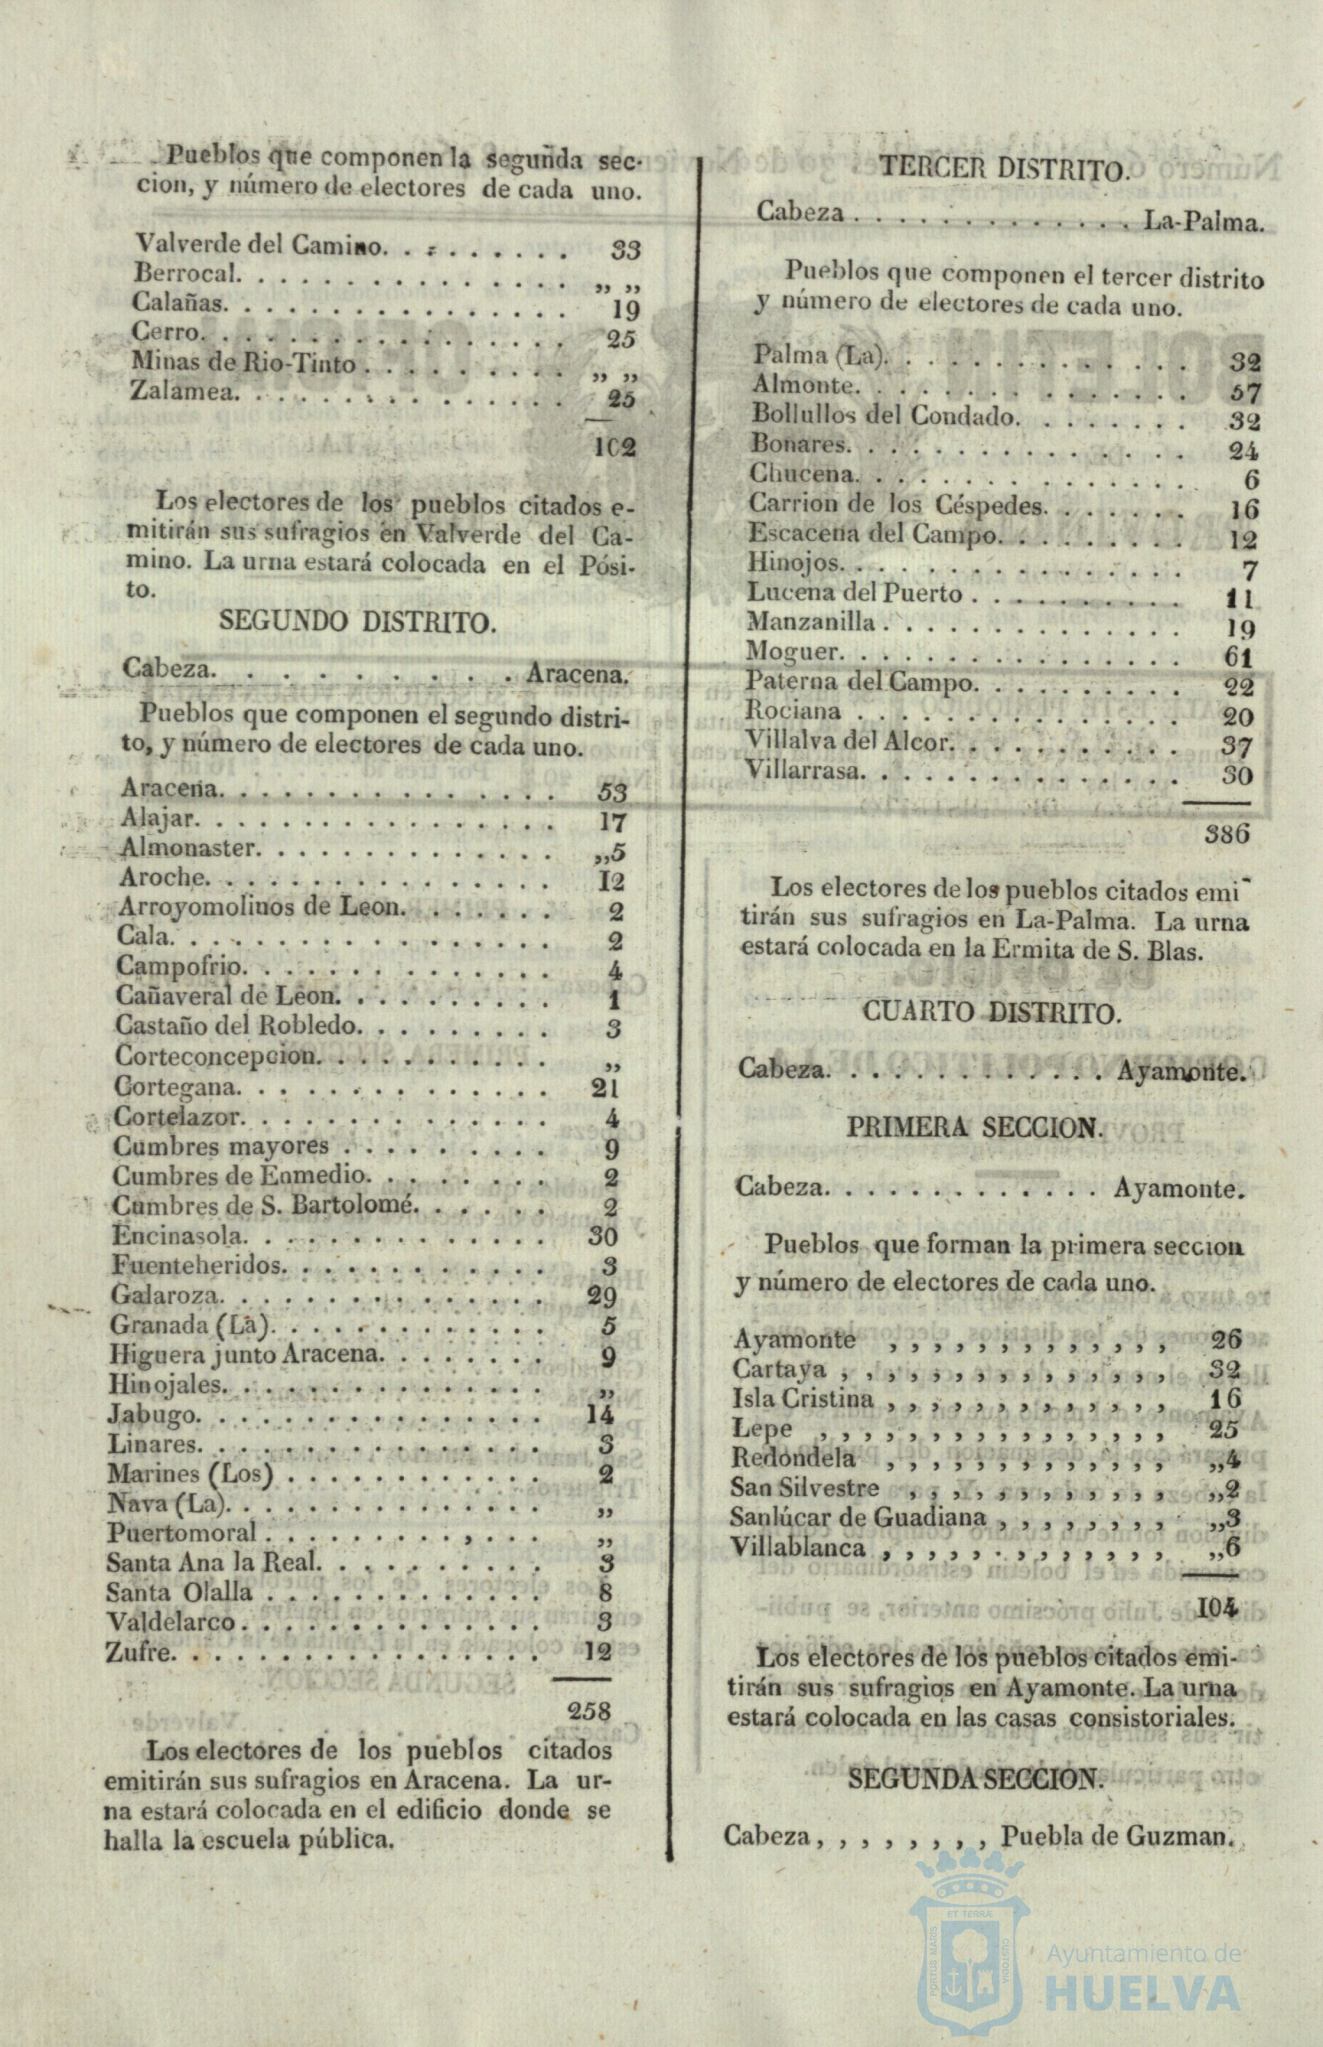 Pueblos que componen la segunda sec-
cion, y número de electores de cada uno.
Valverde del Camino. . . . . . . . . 33
Berrocal. . . . . . . . . . . . . . . „ „
Calañas. . . . . . . . . . . . . . . . 19
Cerro. . . . . . . . . . . . . . . . . 25
Minas de Rio-Tinto . . . . . . . . . „ „
Zalamea. . . . . . . . . . . . . . . 25
102
Los electores de los pueblos citados e-
mitirán sus sufragios en Valverde del Ca-
mino. La urna estará colocada en el Pósi-
to.
SEGUNDO DISTRITO.
Cabeza. . . . . . . . . Aracena.
Pueblos que componen el segundo distri-
to, y número de electores de cada uno.
Aracena. . . . . . . . . . . . . . . 53
Alajar. . . . . . . . . . . . . . . . 17
Almonaster. . . . . . . . . . . . . „5
Aroche. . . . . . . . . . . . . . . 12
Arroyomolinos de Leon. . . . . . . 2
Cala. . . . . . . . . . . . . . . . . 2
Campofrio. . . . . . . . . . . . . 4
Cañaveral de Leon. . . . . . . . . 1
Castaño del Robledo. . . . . . . . 3
Corteconcepcion. . . . . . . . . . „
Cortegana. . . . . . . . . . . . . 21
Cortelazor. . . . . . . . . . . . . 4
Cumbres mayores . . . . . . . . . 9
Cumbres de Enmedio. . . . . . . . 2
Cumbres de S. Bartolomé. . . . . . 2
Encinasola. . . . . . . . . . . . . 30
Fuenteheridos. . . . . . . . . . . 3
Galaroza. . . . . . . . . . . . . . 29
Granada (La). . . . . . . . . . . . 5
Higuera junto Aracena. . . . . . . 9
Hinojales. . . . . . . . . . . . . . „
Jabugo. . . . . . . . . . . . . . . 14
Linares. . . . . . . . . . . . . . . 3
Marines (Los) . . . . . . . . . . . 2
Nava (La). . . . . . . . . . . . . . „
Puertomoral . . . . . . . . , . . . „
Santa Ana la Real. . . . . . . . . . 3
Santa Olalla . . . . . . . . . . . . 8
Valdelarco . . . . . . . . . . . . . 3
Zufre. . . . . . . . . . . . . . . . 12
258
Los electores de los pueblos citados
emitirán sus sufragios en Aracena. La ur-
na estará colocada en el edificio donde se
halla la escuela pública.
TERCER DISTRITO.
Cabeza . . . . . . . . . . . . . La-Palma.
Pueblos que componen el tercer distrito
y número de electores de cada uno.
Palma (La). . . . . . . . . . . . . . 32
Almonte. . . . . . . . . . . . . . . 57
Bollullos del Condado. . . . . . . . 32
Bonares. . . . . . . . . . . . . . . 24
Chucena. . . . . . . . . . . . . . . 6
Carrion de los Céspedes. . . . . . . 16
Escacena del Campo. . . . . . . . . 12
Hinojos. . . . . . . . . . . . . . . 7
Lucena del Puerto . . . . . . . . . . 11
Manzanilla . . . . . . . . . . . . . . 19
Moguer. . . . . . . . . . . . . . . . 61
Paterna del Campo. . . . . . . . . . 22
Rociana . . . . . . . . . . . . . . . 20
Villalva del Alcor. . . . . . . . . . . 37
Villarrasa. . . . . . . . . . . . . . . 30
386
Los electores de los pueblos citados emi-
tirán sus sufragios en La-Palma. La urna
estará colocada en la Ermita de S. Blas.
CUARTO DISTRITO.
Cabeza. . . . . . . . . . . . . Ayamonte.
PRIMERA SECCION.
Cabeza. . . . . . . . . . . . . Ayamonte.
Pueblos que forman la primera seccion
y número de electores de cada uno.
Ayamonte , , , , , , , , , , , , , 26
Cartaya , , , , , , , , , , , , , , , 32
Isla Cristina , , , , , , , , , , , , , 16
Lepe , , , , , , , , , , , , , , , , 25
Redondela , , , , , , , , , , , , , „4
San Silvestre , , , , , , , , , , , , „2
Sanlúcar de Guadiana , , , , , , , , „3
Villablanca , , , , , . , , , , , , , „6
104
Los electores de los pueblos citados emi-
tirán sus sufragios en Ayamonte. La urna
estará colocada en las casas consistoriales.
SEGUNDA SECCION.
Cabeza , , , , , , , , Puebla de Guzman.
PORTUS MARIS ET TERRÆ CUSTODIA
Ayuntamiento de
HUELVA